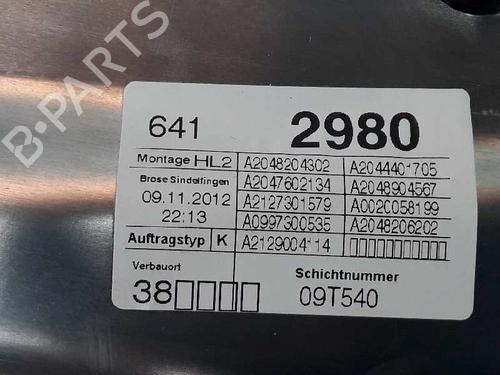 B-PARTS
641 2980
Montage HL2 A2048204302 A2044401705
Brose Sindelfingen A2047602134 A2048904567
09.11.2012 A2127301579 A0020058199
22:13 A0997300535 A2048206202
Auftragstyp K A2129004114 □□□□□□□□□□□
Verbauort Schichtnummer
38□□□□ 09T540